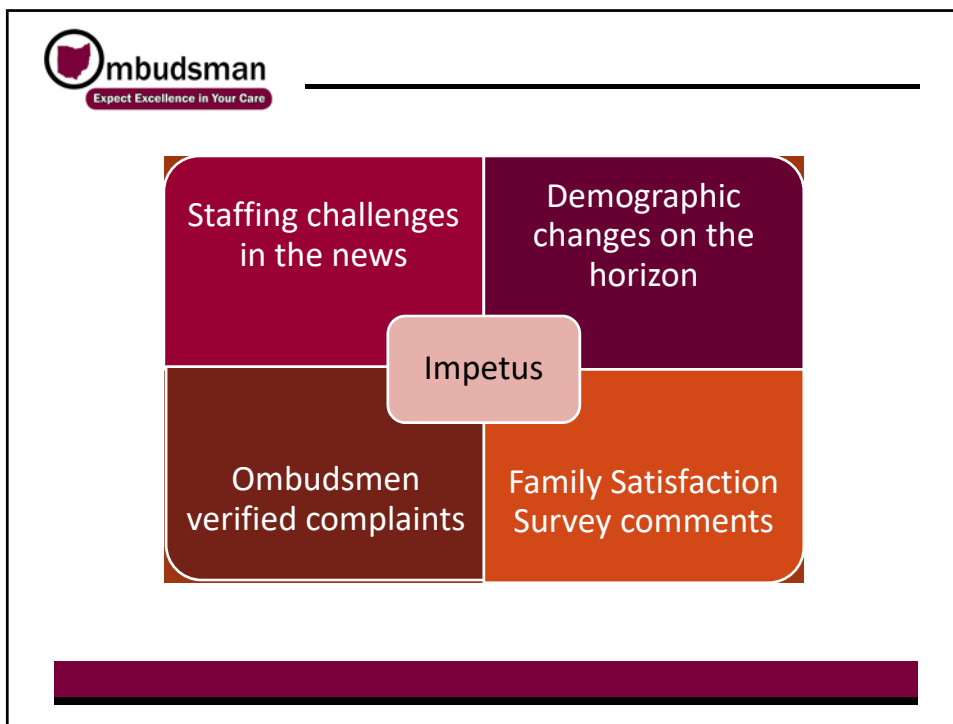 Ombudsman
Expect Excellence in Your Care
Staffing challenges
in the news
Demographic
changes on the
horizon
Impetus
Ombudsmen
verified complaints
Family Satisfaction
Survey comments